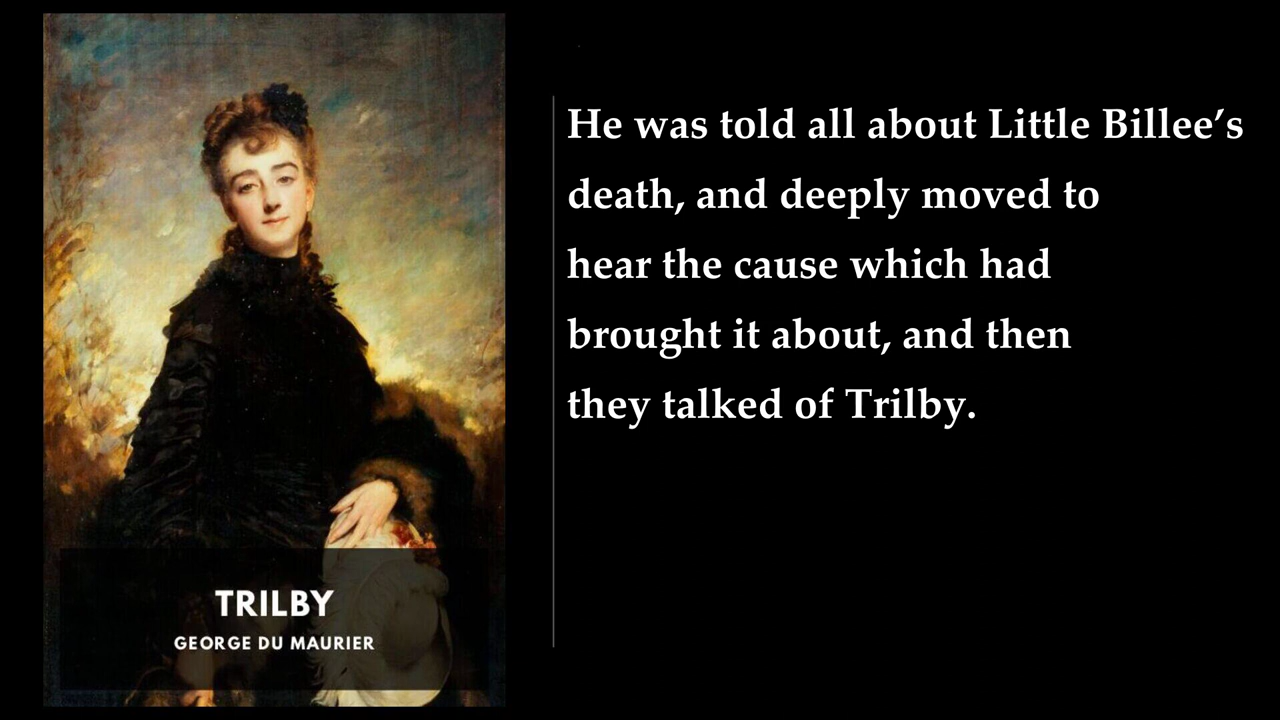 TRILBY
GEORGE DU MAURIER
He was told all about Little Billee’s
death, and deeply moved to
hear the cause which had
brought it about, and then
they talked of Trilby.